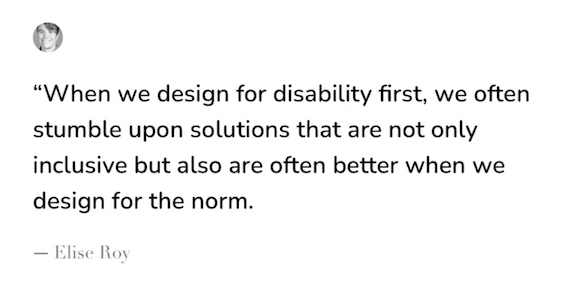 “When we design for disability first, we often
stumble upon solutions that are not only
inclusive but also are often better when we
design for the norm.
— Elise Roy